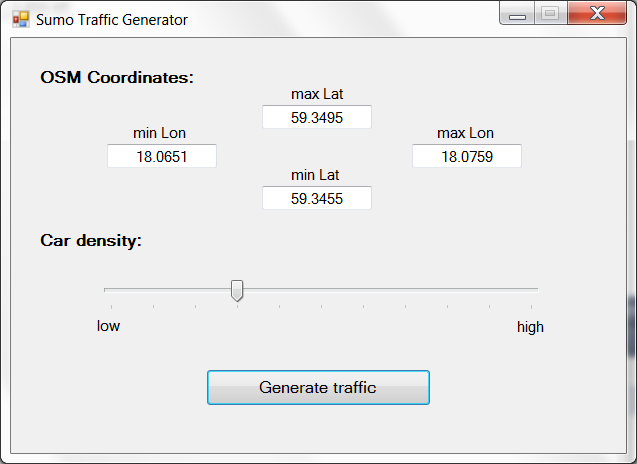 Sumo Traffic Generator
OSM Coordinates:
max Lat
59.3495
min Lon
max Lon
18.0651
18.0759
min Lat
59.3455
Car density:
low
high
Generate traffic